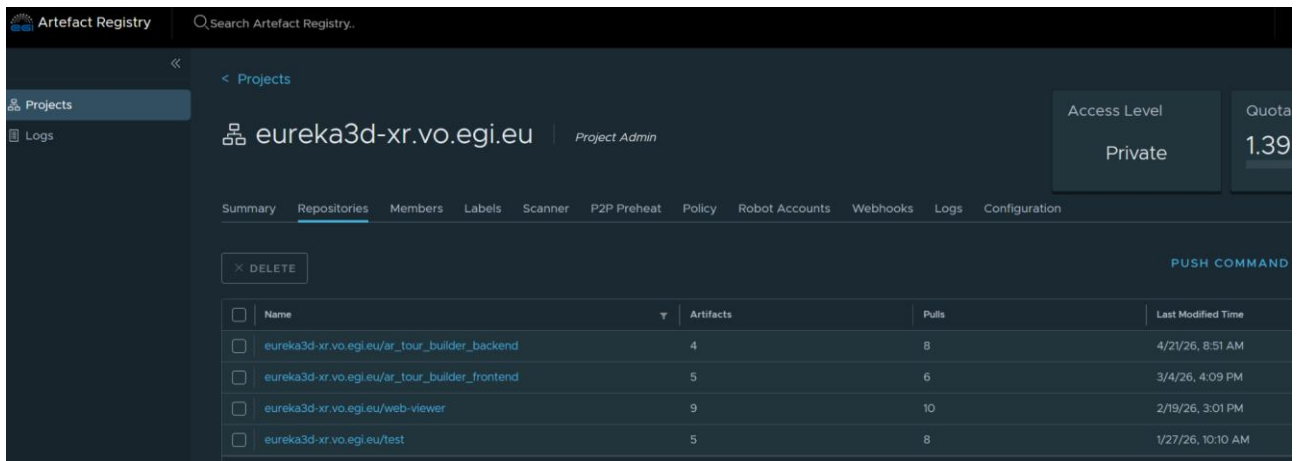 egi Artefact Registry Search Artefact Registry..
< Projects
Projects
Logs
eureka3d-xr.vo.egi.eu Project Admin
Access Level
Private
Quota
1.39
Summary Repositories Members Labels Scanner P2P Preheat Policy Robot Accounts Webhooks Logs Configuration
DELETE
PUSH COMMAND
Name Artifacts Pulls Last Modified Time
eureka3d-xr.vo.egi.eu/ar_tour_builder_backend 4 8 4/21/26, 8:51 AM
eureka3d-xr.vo.egi.eu/ar_tour_builder_frontend 5 6 3/4/26, 4:09 PM
eureka3d-xr.vo.egi.eu/web-viewer 9 10 2/19/26, 3:01 PM
eureka3d-xr.vo.egi.eu/test 5 8 1/27/26, 10:10 AM